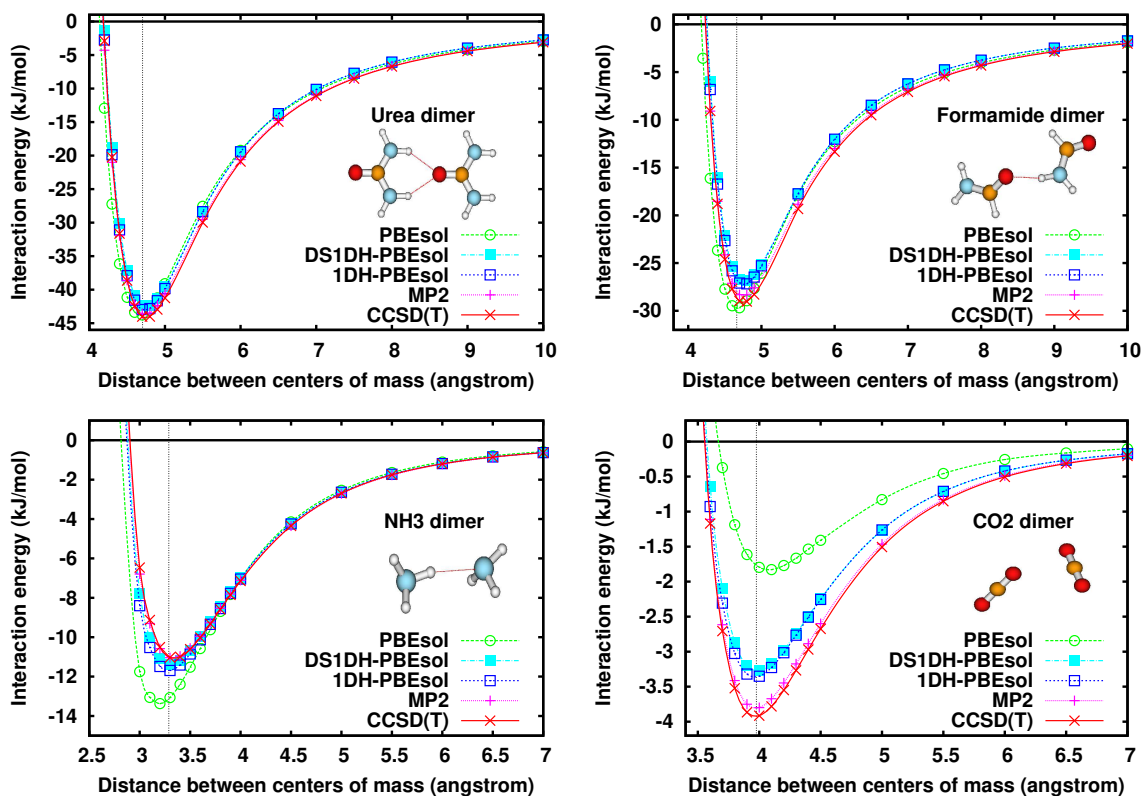 0
-5
-10
-15
-20
-25
-30
-35
-40
-45
4 5 6 7 8 9 10
Interaction energy (kJ/mol)
Distance between centers of mass (angstrom)
Urea dimer
PBEsol
DS1DH-PBEsol
1DH-PBEsol
MP2
CCSD(T)
0
-5
-10
-15
-20
-25
-30
4 5 6 7 8 9 10
Interaction energy (kJ/mol)
Distance between centers of mass (angstrom)
Formamide dimer
PBEsol
DS1DH-PBEsol
1DH-PBEsol
MP2
CCSD(T)
0
-2
-4
-6
-8
-10
-12
-14
2.5 3 3.5 4 4.5 5 5.5 6 6.5 7
Interaction energy (kJ/mol)
Distance between centers of mass (angstrom)
NH3 dimer
PBEsol
DS1DH-PBEsol
1DH-PBEsol
MP2
CCSD(T)
0
-0.5
-1
-1.5
-2
-2.5
-3
-3.5
-4
3.5 4 4.5 5 5.5 6 6.5 7
Interaction energy (kJ/mol)
Distance between centers of mass (angstrom)
CO2 dimer
PBEsol
DS1DH-PBEsol
1DH-PBEsol
MP2
CCSD(T)